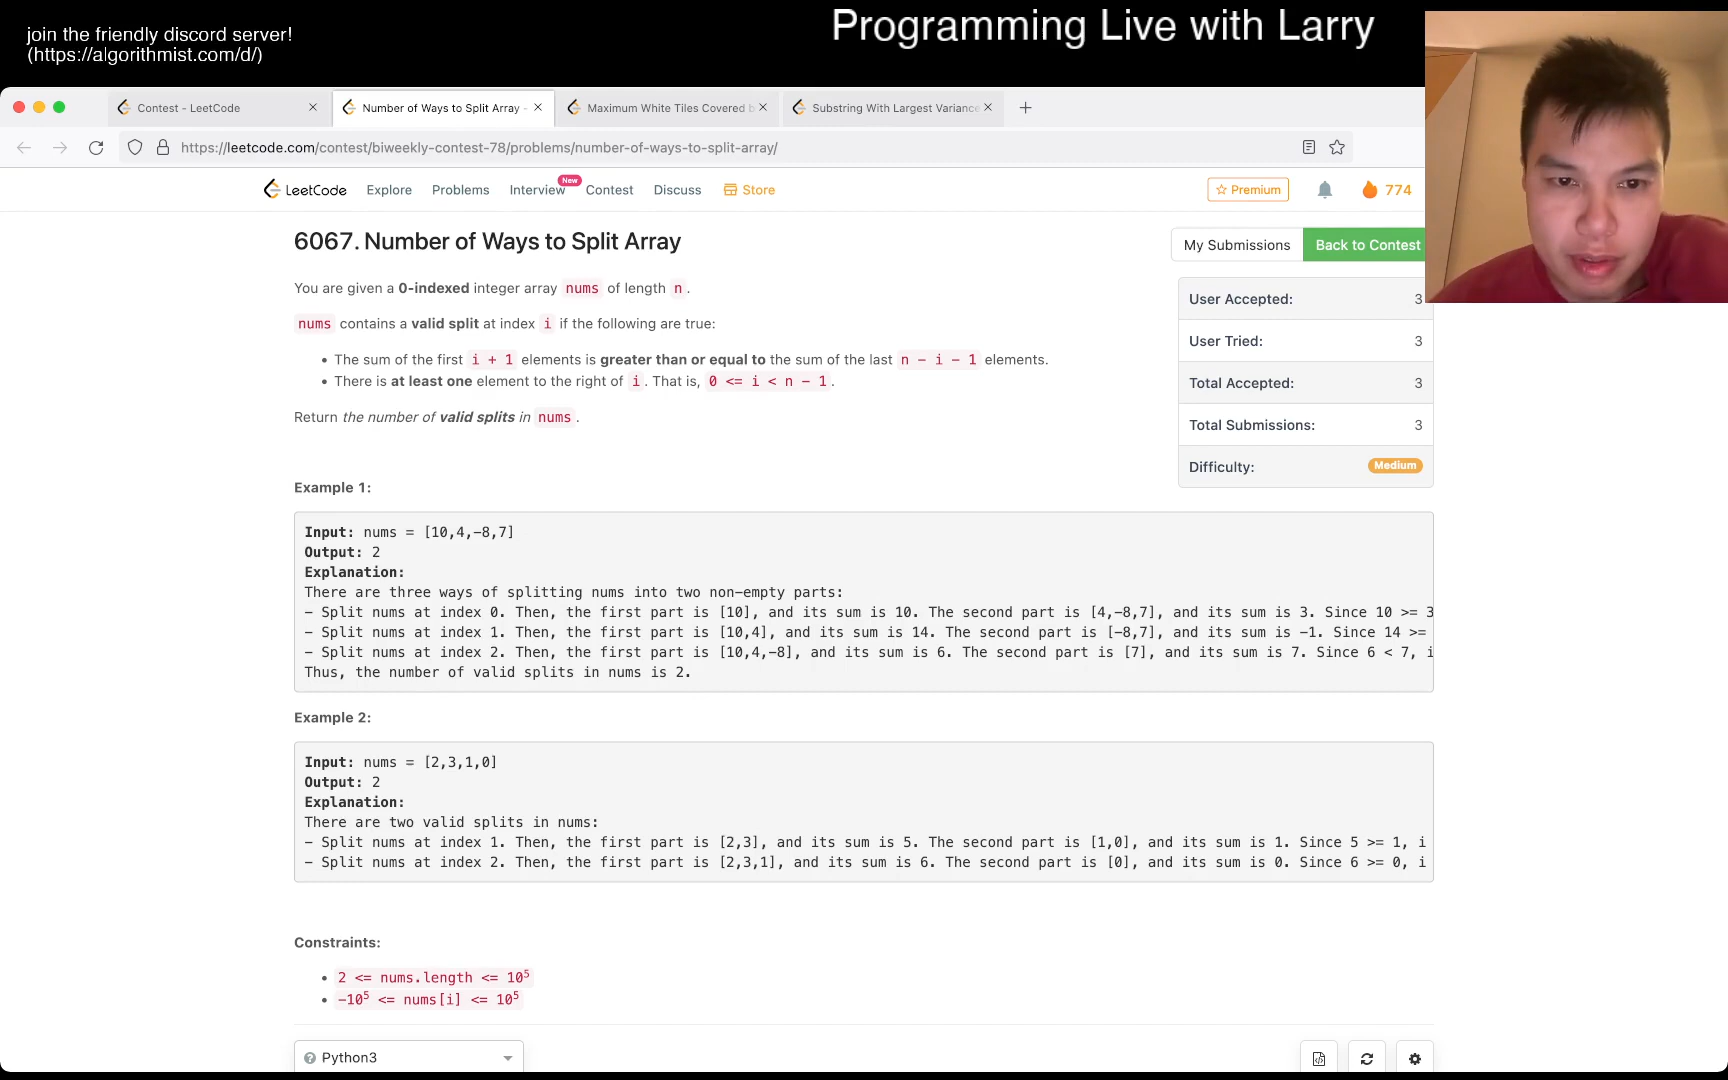 join the friendly discord server!
(https://algorithmist.com/d/)
Programming Live with Larry
Contest - LeetCode
Number of Ways to Split Array -
Maximum White Tiles Covered b
Substring With Largest Variance
https://leetcode.com/contest/biweekly-contest-78/problems/number-of-ways-to-split-array/
LeetCode Explore Problems Interview New Contest Discuss Store Premium 774
6067. Number of Ways to Split Array
My Submissions Back to Contest
You are given a 0-indexed integer array nums of length n .
nums contains a valid split at index i if the following are true:
• The sum of the first i + 1 elements is greater than or equal to the sum of the last n - i - 1 elements.
• There is at least one element to the right of i . That is, 0 <= i < n - 1 .
Return the number of valid splits in nums .
User Accepted: 3
User Tried: 3
Total Accepted: 3
Total Submissions: 3
Difficulty: Medium
Example 1:
Input: nums = [10,4,-8,7]
Output: 2
Explanation:
There are three ways of splitting nums into two non-empty parts:
- Split nums at index 0. Then, the first part is [10], and its sum is 10. The second part is [4,-8,7], and its sum is 3. Since 10 >= 3
- Split nums at index 1. Then, the first part is [10,4], and its sum is 14. The second part is [-8,7], and its sum is -1. Since 14 >=
- Split nums at index 2. Then, the first part is [10,4,-8], and its sum is 6. The second part is [7], and its sum is 7. Since 6 < 7, i
Thus, the number of valid splits in nums is 2.
Example 2:
Input: nums = [2,3,1,0]
Output: 2
Explanation:
There are two valid splits in nums:
- Split nums at index 1. Then, the first part is [2,3], and its sum is 5. The second part is [1,0], and its sum is 1. Since 5 >= 1, i
- Split nums at index 2. Then, the first part is [2,3,1], and its sum is 6. The second part is [0], and its sum is 0. Since 6 >= 0, i
Constraints:
• 2 <= nums.length <= 10⁵
• -10⁵ <= nums[i] <= 10⁵
Python3